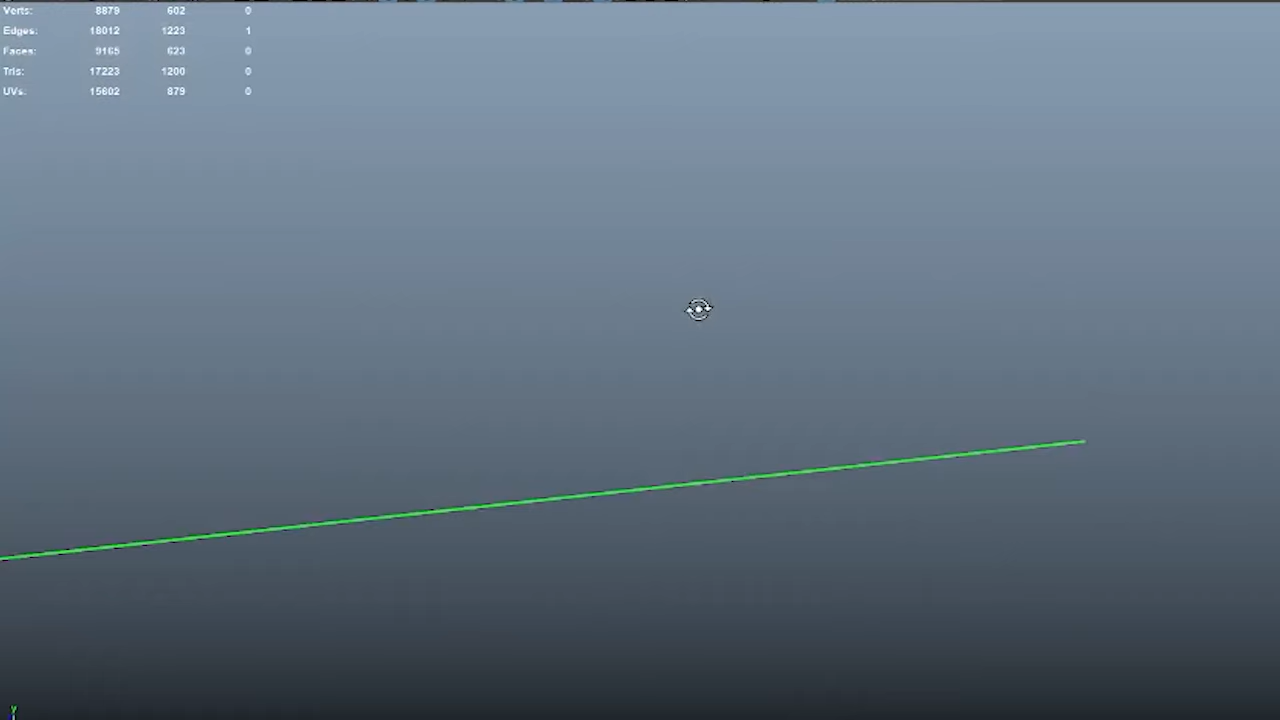 Verts: 8879 602 0
Edges: 18012 1223 1
Faces: 9165 623 0
Tris: 17223 1200 0
UVs: 15602 879 0
y